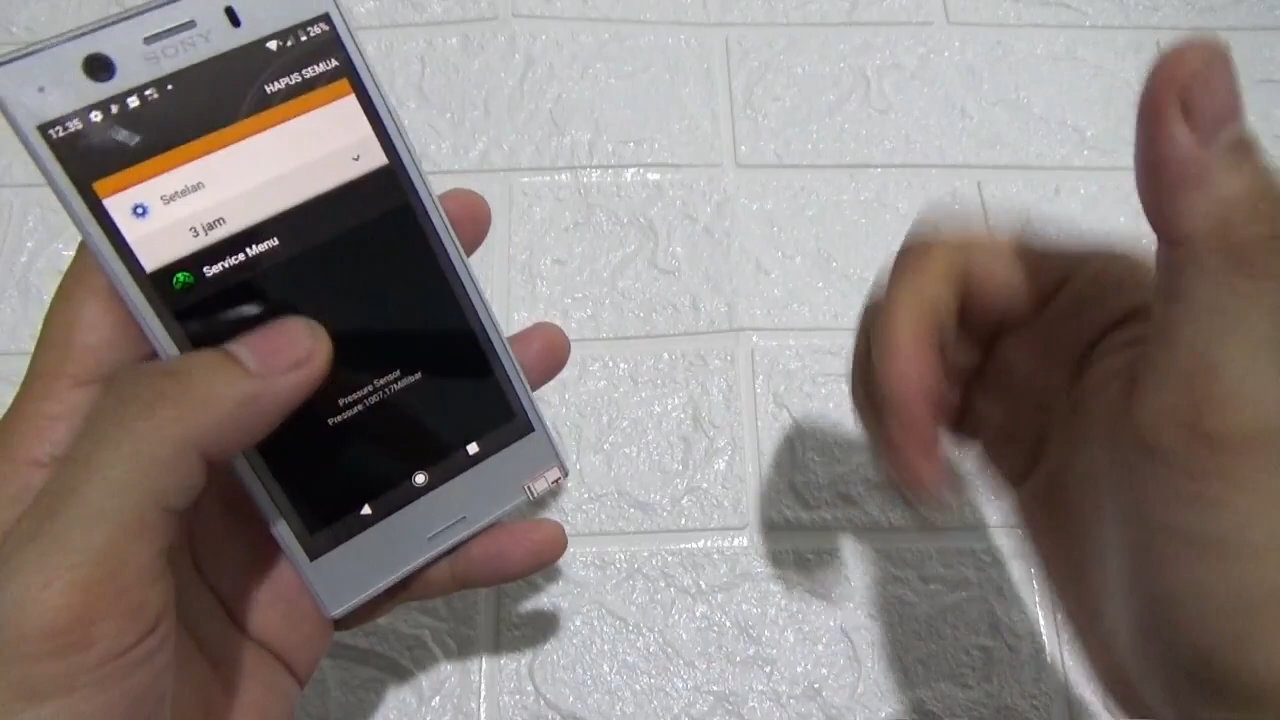 SONY
12.35
26%
HAPUS SEMUA
Setelan
3 jam
Service Menu
Pressure Sensor
Pressure:1007,17Millibar